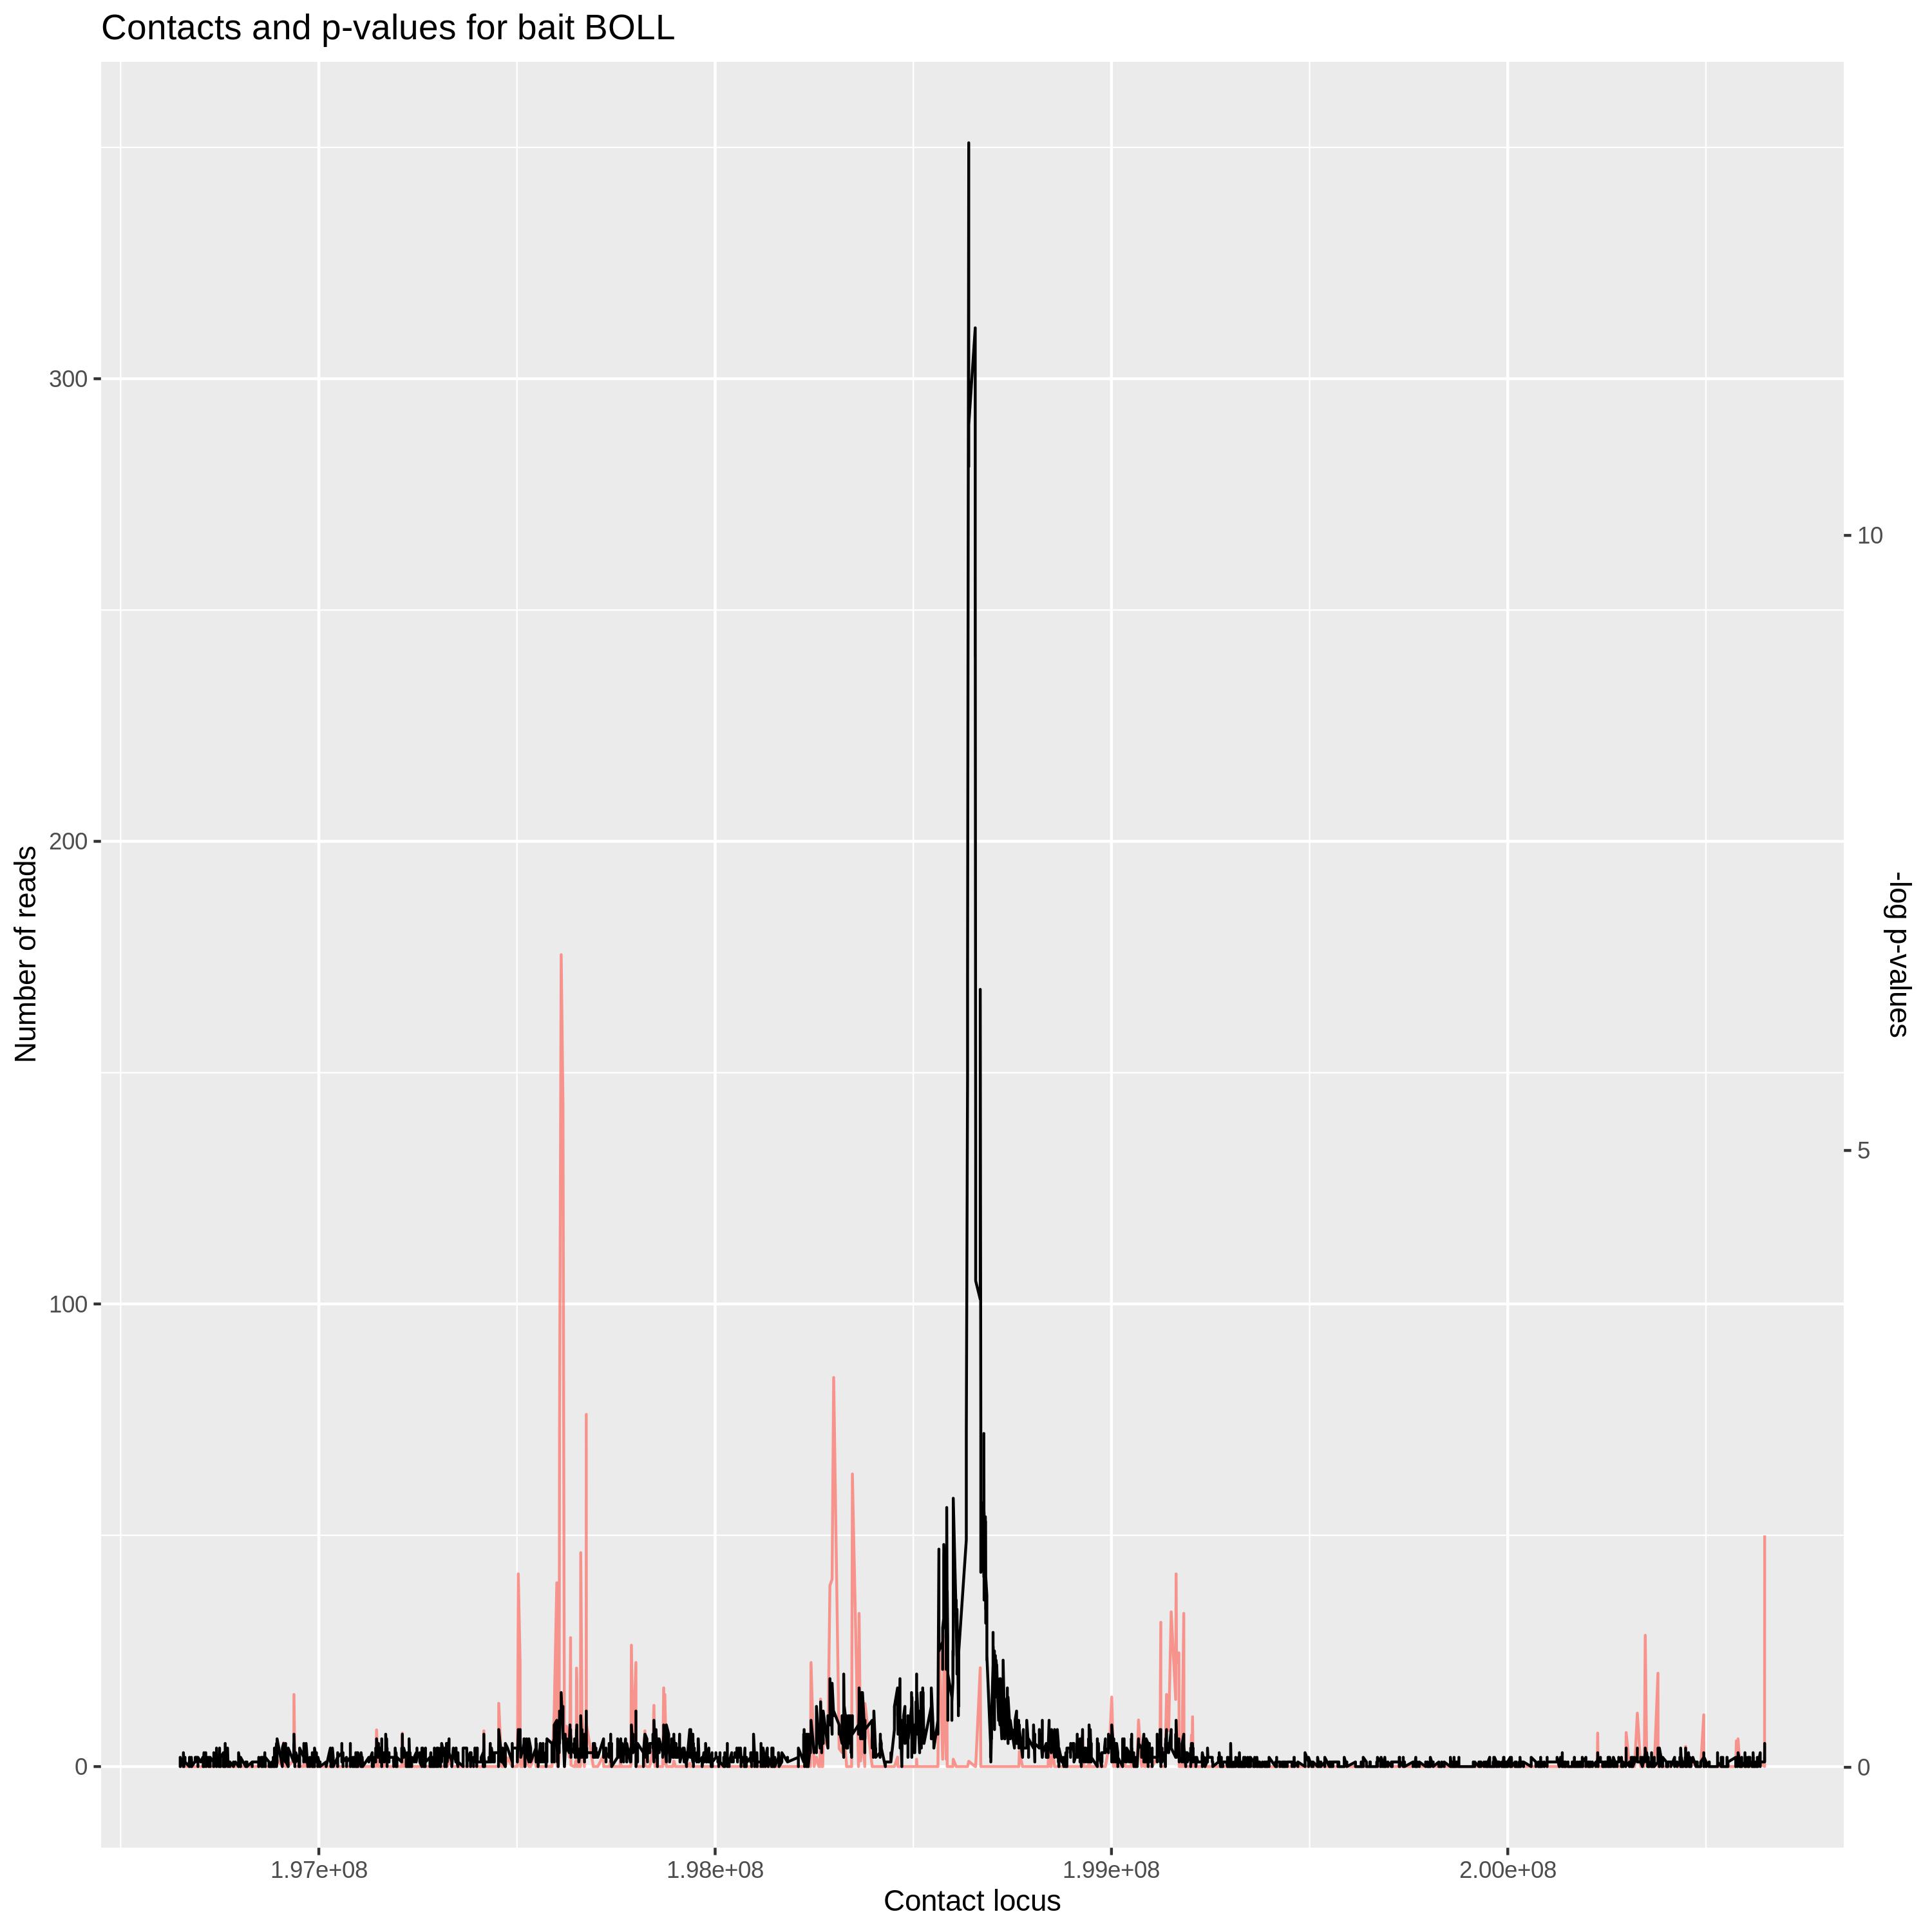 Contacts and p-values for bait BOLL
300
200
100
0
Number of reads
10
5
0
-log p-values
1.97e+08
1.98e+08
1.99e+08
2.00e+08
Contact locus